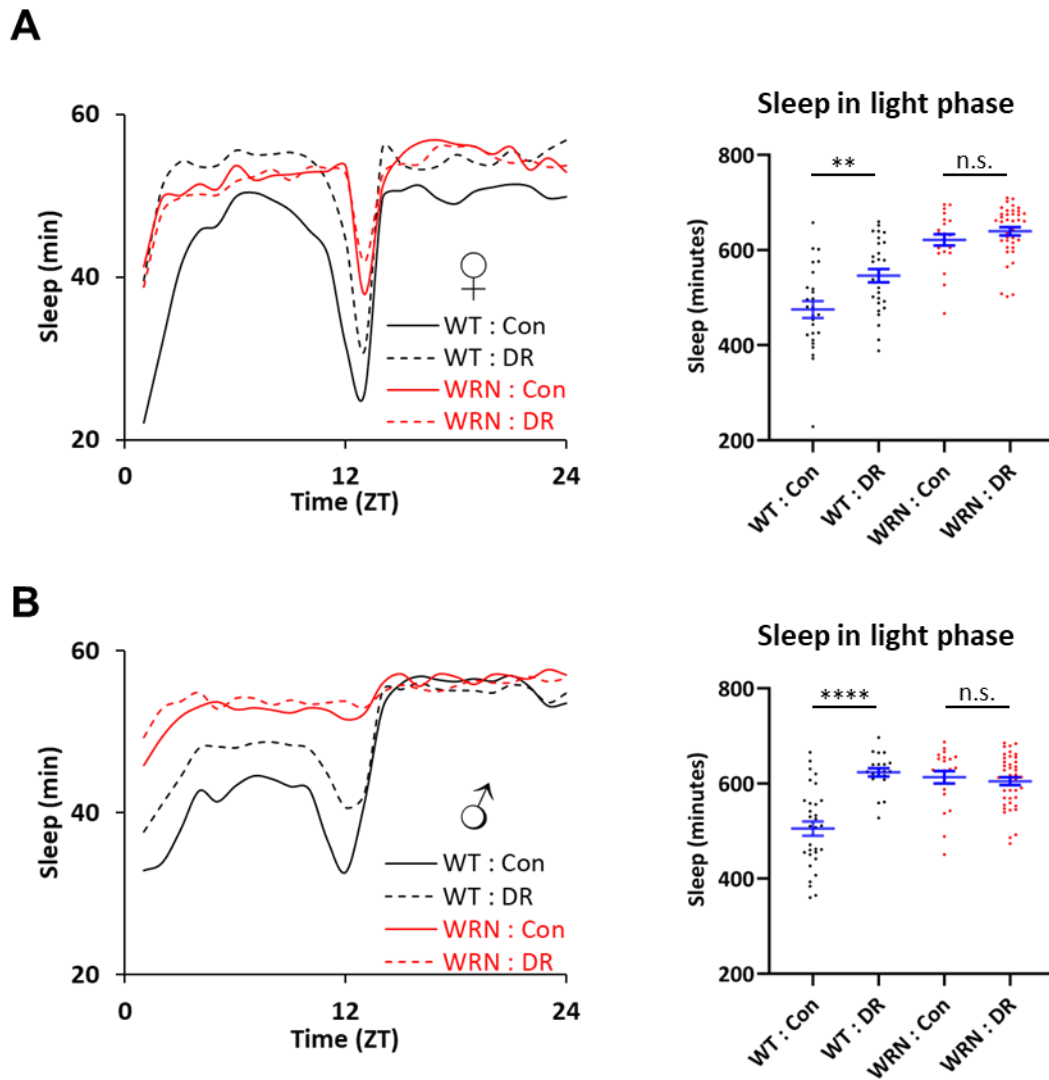 A
Sleep (min)
60
40
20
0
12
24
Time (ZT)
♀
WT : Con
WT : DR
WRN : Con
WRN : DR
Sleep in light phase
Sleep (minutes)
800
600
400
200
**
n.s.
WT : Con
WT : DR
WRN : Con
WRN : DR
B
Sleep (min)
60
40
20
0
12
24
Time (ZT)
♂
WT : Con
WT : DR
WRN : Con
WRN : DR
Sleep in light phase
Sleep (minutes)
800
600
400
200
****
n.s.
WT : Con
WT : DR
WRN : Con
WRN : DR